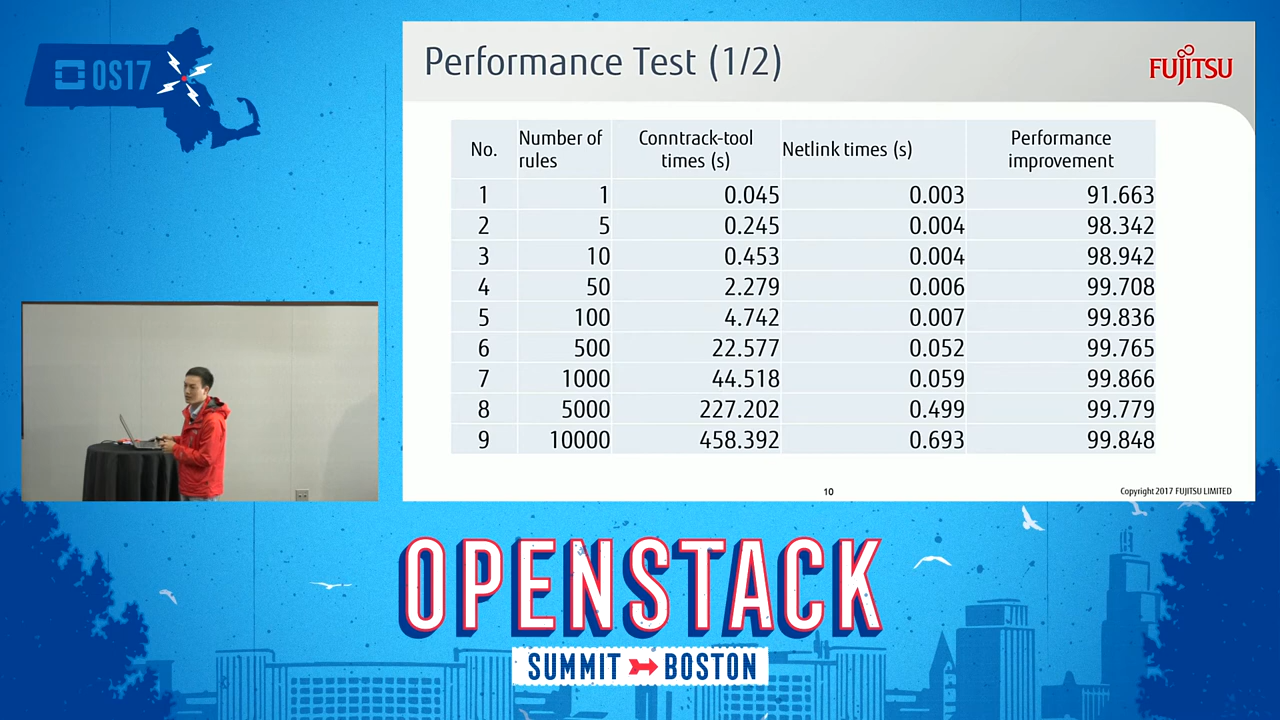 OS17
Performance Test (1/2)
FUJITSU
No. Number of rules Conntrack-tool times (s) Netlink times (s) Performance improvement
1 1 0.045 0.003 91.663
2 5 0.245 0.004 98.342
3 10 0.453 0.004 98.942
4 50 2.279 0.006 99.708
5 100 4.742 0.007 99.836
6 500 22.577 0.052 99.765
7 1000 44.518 0.059 99.866
8 5000 227.202 0.499 99.779
9 10000 458.392 0.693 99.848
10
Copyright 2017 FUJITSU LIMITED
OPENSTACK
SUMMIT BOSTON